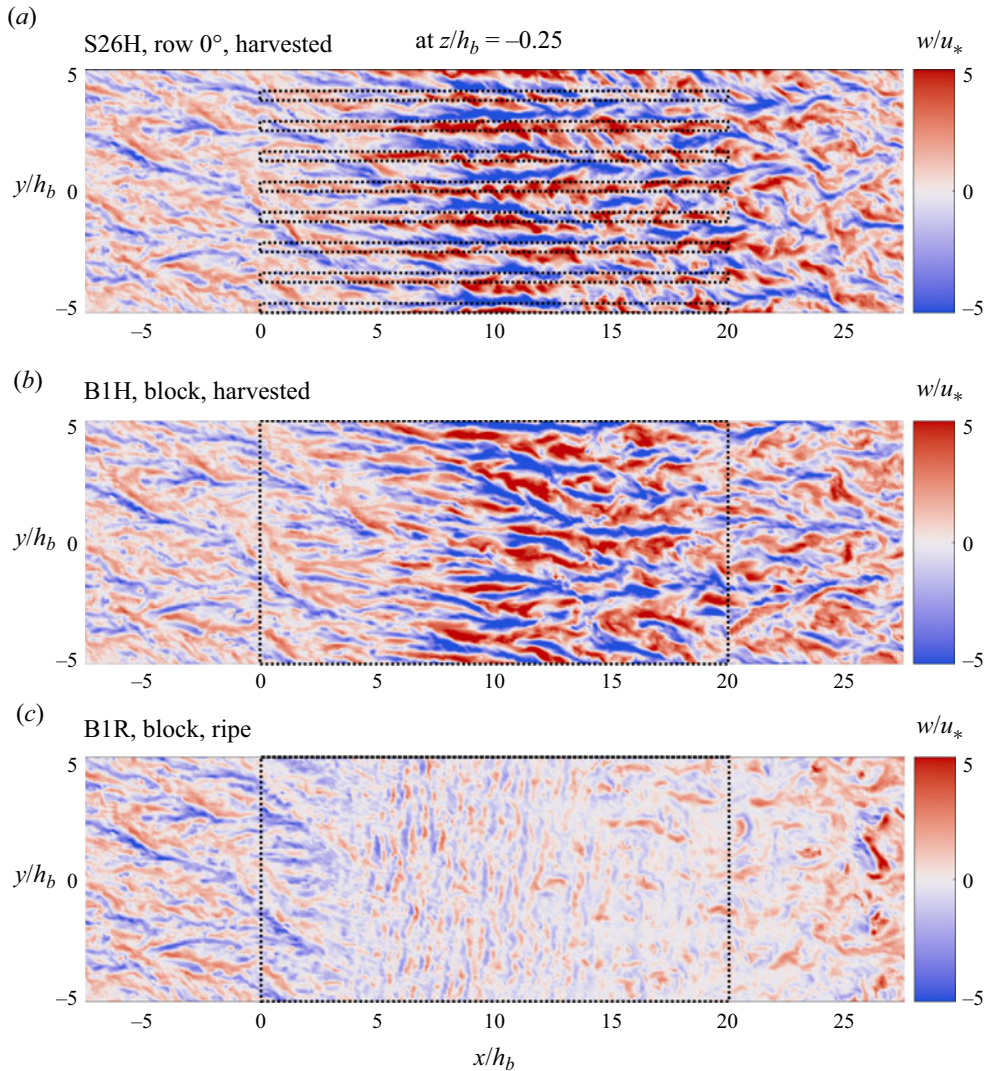 (a)
S26H, row 0°, harvested at z/h_b = –0.25 w/u_*
5 5
y/h_b 0 0
–5 –5
–5 0 5 10 15 20 25
(b)
B1H, block, harvested w/u_*
5 5
y/h_b 0 0
–5 –5
–5 0 5 10 15 20 25
(c)
B1R, block, ripe w/u_*
5 5
y/h_b 0 0
–5 –5
–5 0 5 10 15 20 25
x/h_b